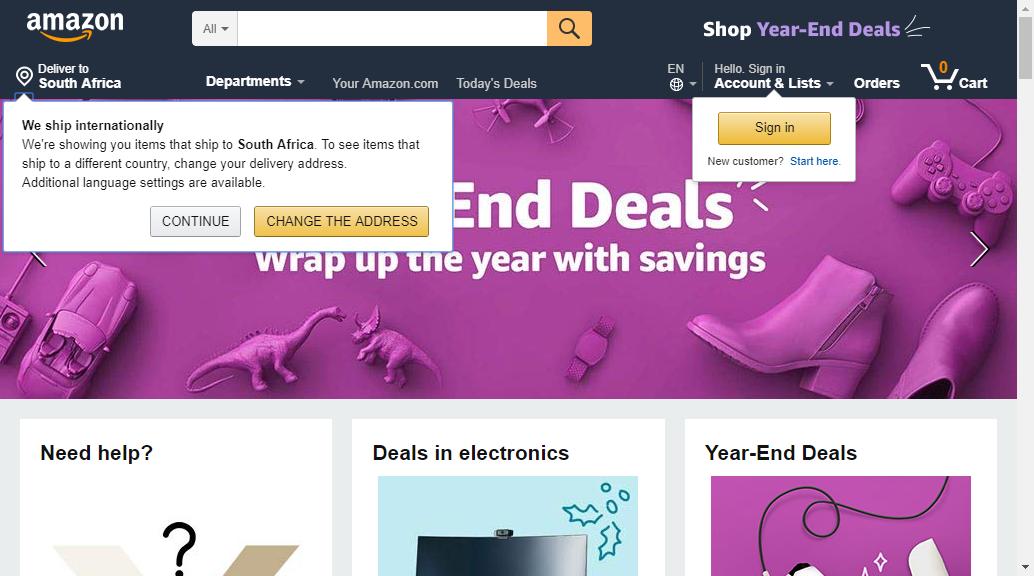 amazon
All
Shop Year-End Deals
Deliver to
South Africa
Departments
Your Amazon.com
Today's Deals
EN
Hello. Sign in
Account & Lists
Orders
0
Cart
We ship internationally
We're showing you items that ship to South Africa. To see items that
ship to a different country, change your delivery address.
Additional language settings are available.
CONTINUE
CHANGE THE ADDRESS
Sign in
New customer? Start here.
End Deals
Wrap up the year with savings
Need help?
Deals in electronics
Year-End Deals
?